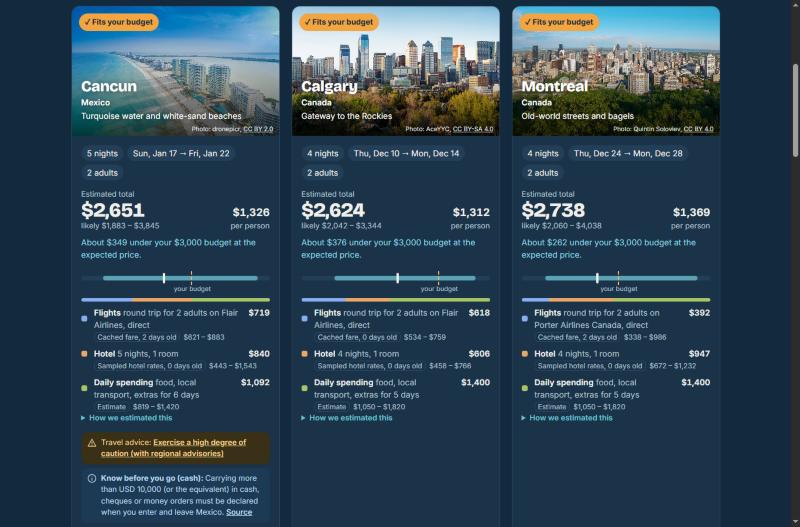 ✓ Fits your budget
Cancun
Mexico
Turquoise water and white-sand beaches
Photo: dronepicr, CC BY 2.0
5 nights
Sun, Jan 17 → Fri, Jan 22
2 adults
Estimated total
$2,651
$1,326
likely $1,883 – $3,845
per person
About $349 under your $3,000 budget at the
expected price.
your budget
Flights round trip for 2 adults on Flair
Airlines, direct
$719
Cached fare, 2 days old
$621 – $883
Hotel 5 nights, 1 room
$840
Sampled hotel rates, 0 days old
$443 – $1,543
Daily spending food, local
transport, extras for 6 days
$1,092
Estimate
$819 – $1,420
▸ How we estimated this
Travel advice: Exercise a high degree of
caution (with regional advisories)
Know before you go (cash): Carrying more
than USD 10,000 (or the equivalent) in cash,
cheques or money orders must be declared
when you enter and leave Mexico. Source
✓ Fits your budget
Calgary
Canada
Gateway to the Rockies
Photo: AceYYC, CC BY-SA 4.0
4 nights
Thu, Dec 10 → Mon, Dec 14
2 adults
Estimated total
$2,624
$1,312
likely $2,042 – $3,344
per person
About $376 under your $3,000 budget at the
expected price.
your budget
Flights round trip for 2 adults on Flair
Airlines, direct
$618
Cached fare, 0 days old
$534 – $759
Hotel 4 nights, 1 room
$606
Sampled hotel rates, 0 days old
$458 – $766
Daily spending food, local
transport, extras for 5 days
$1,400
Estimate
$1,050 – $1,820
▸ How we estimated this
✓ Fits your budget
Montreal
Canada
Old-world streets and bagels
Photo: Quintin Soloviev, CC BY 4.0
4 nights
Thu, Dec 24 → Mon, Dec 28
2 adults
Estimated total
$2,738
$1,369
likely $2,060 – $4,038
per person
About $262 under your $3,000 budget at the
expected price.
your budget
Flights round trip for 2 adults on
Porter Airlines Canada, direct
$392
Cached fare, 2 days old
$338 – $986
Hotel 4 nights, 1 room
$947
Sampled hotel rates, 0 days old
$672 – $1,232
Daily spending food, local
transport, extras for 5 days
$1,400
Estimate
$1,050 – $1,820
▸ How we estimated this